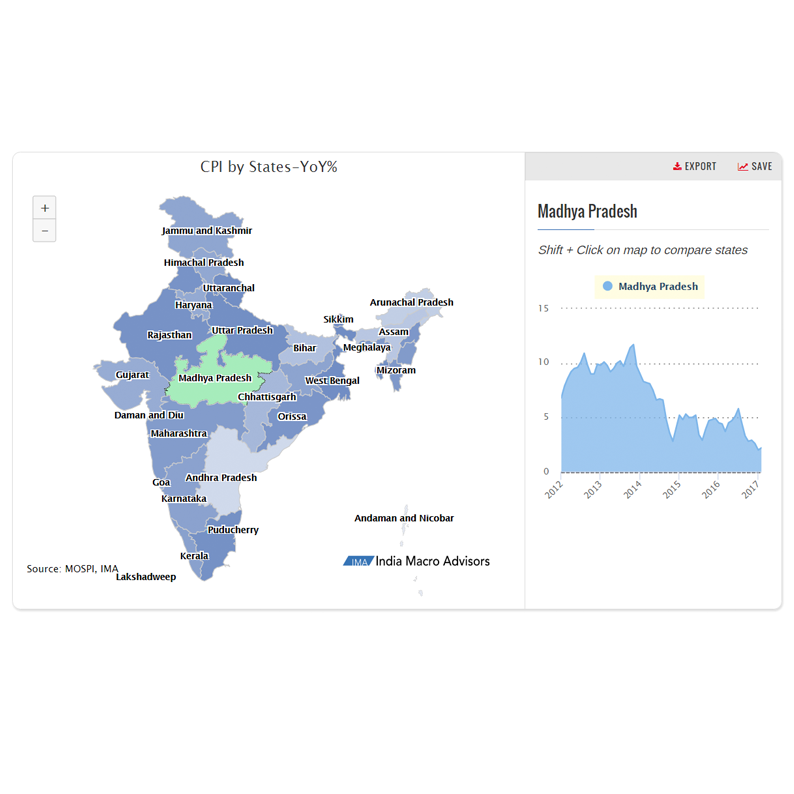 CPI by States-YoY%
+
−
Jammu and Kashmir
Himachal Pradesh
Uttaranchal
Haryana
Arunachal Pradesh
Sikkim
Rajasthan
Uttar Pradesh
Assam
Bihar
Meghalaya
Gujarat
Madhya Pradesh
Mizoram
West Bengal
Chhattisgarh
Daman and Diu
Orissa
Maharashtra
Andhra Pradesh
Goa
Karnataka
Andaman and Nicobar
Puducherry
Kerala
Source: MOSPI, IMA
Lakshadweep
IMA India Macro Advisors
EXPORT SAVE
Madhya Pradesh
Shift + Click on map to compare states
Madhya Pradesh
15
10
5
0
2012 2013 2014 2015 2016 2017